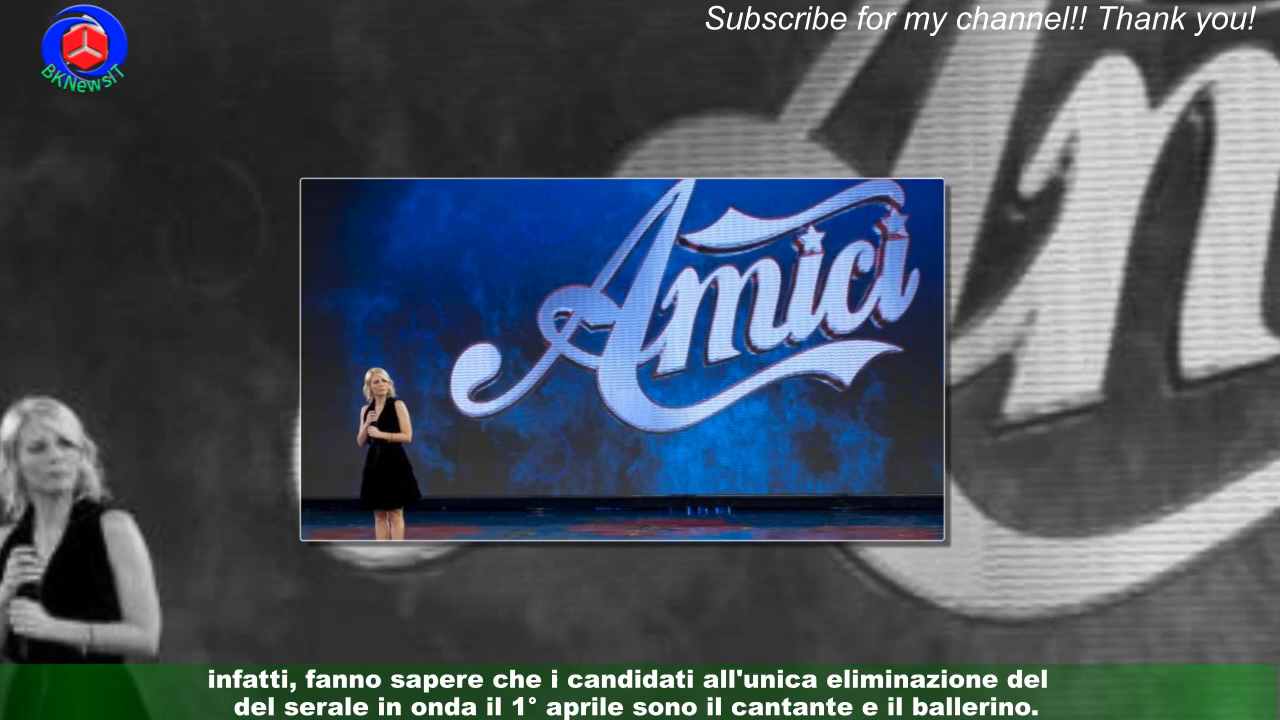 Subscribe for my channel!! Thank you!
BKNewsIT
Amici
infatti, fanno sapere che i candidati all'unica eliminazione del
del serale in onda il 1° aprile sono il cantante e il ballerino.